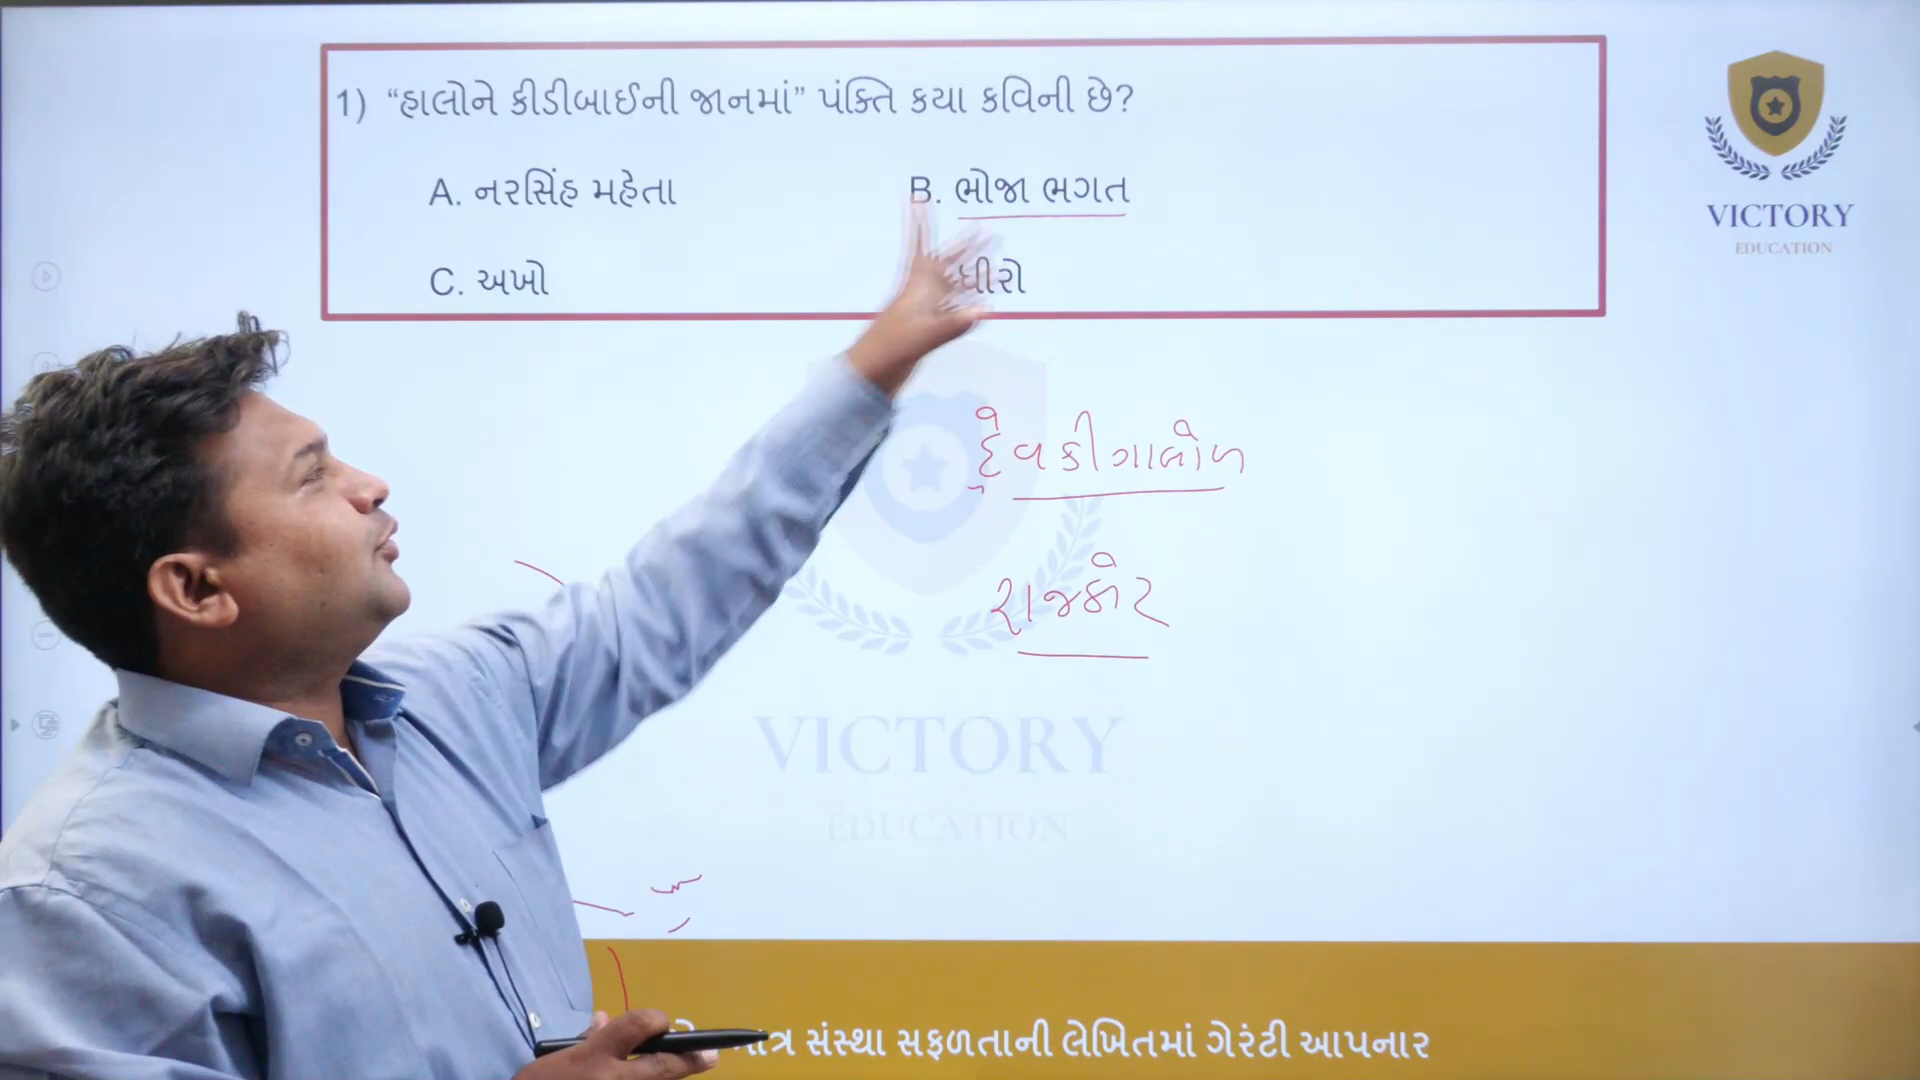 1) “હાલોને કીડીબાઈની જાનમાં” પંક્તિ કયા કવિની છે?
A. નરસિંહ મહેતા
B. ભોજા ભગત
C. અખો
ધીરો
VICTORY
EDUCATION
દેવકીગાલોળ
રાજકોટ
VICTORY
EDUCATION
સંસ્થા સફળતાની લેખિતમાં ગેરંટી આપનાર